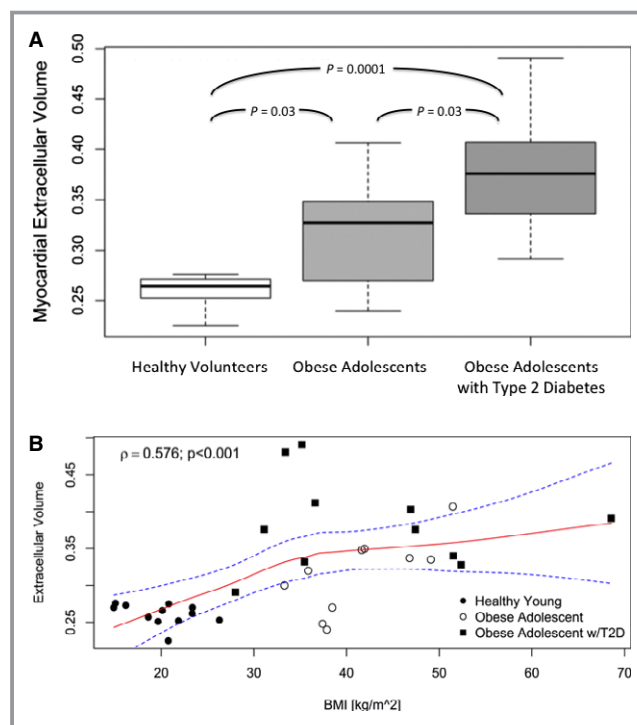 A
Myocardial Extracellular Volume
0.50
0.45
0.40
0.35
0.30
0.25
P = 0.0001
P = 0.03
P = 0.03
Healthy Volunteers
Obese Adolescents
Obese Adolescents
with Type 2 Diabetes
B
ρ = 0.576; p<0.001
Extracellular Volume
0.45
0.35
0.25
Healthy Young
Obese Adolescent
Obese Adolescent w/T2D
20
30
40
50
60
70
BMI [kg/m^2]